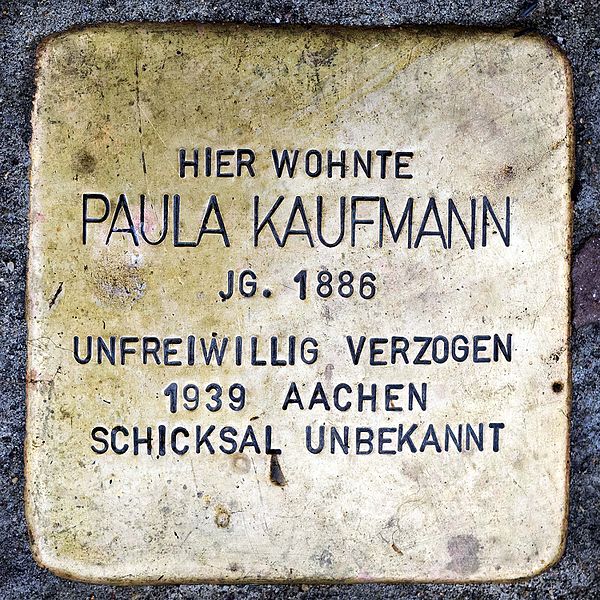 HIER WOHNTE
PAULA KAUFMANN
JG. 1886
UNFREIWILLIG VERZOGEN
1939 AACHEN
SCHICKSAL UNBEKANNT